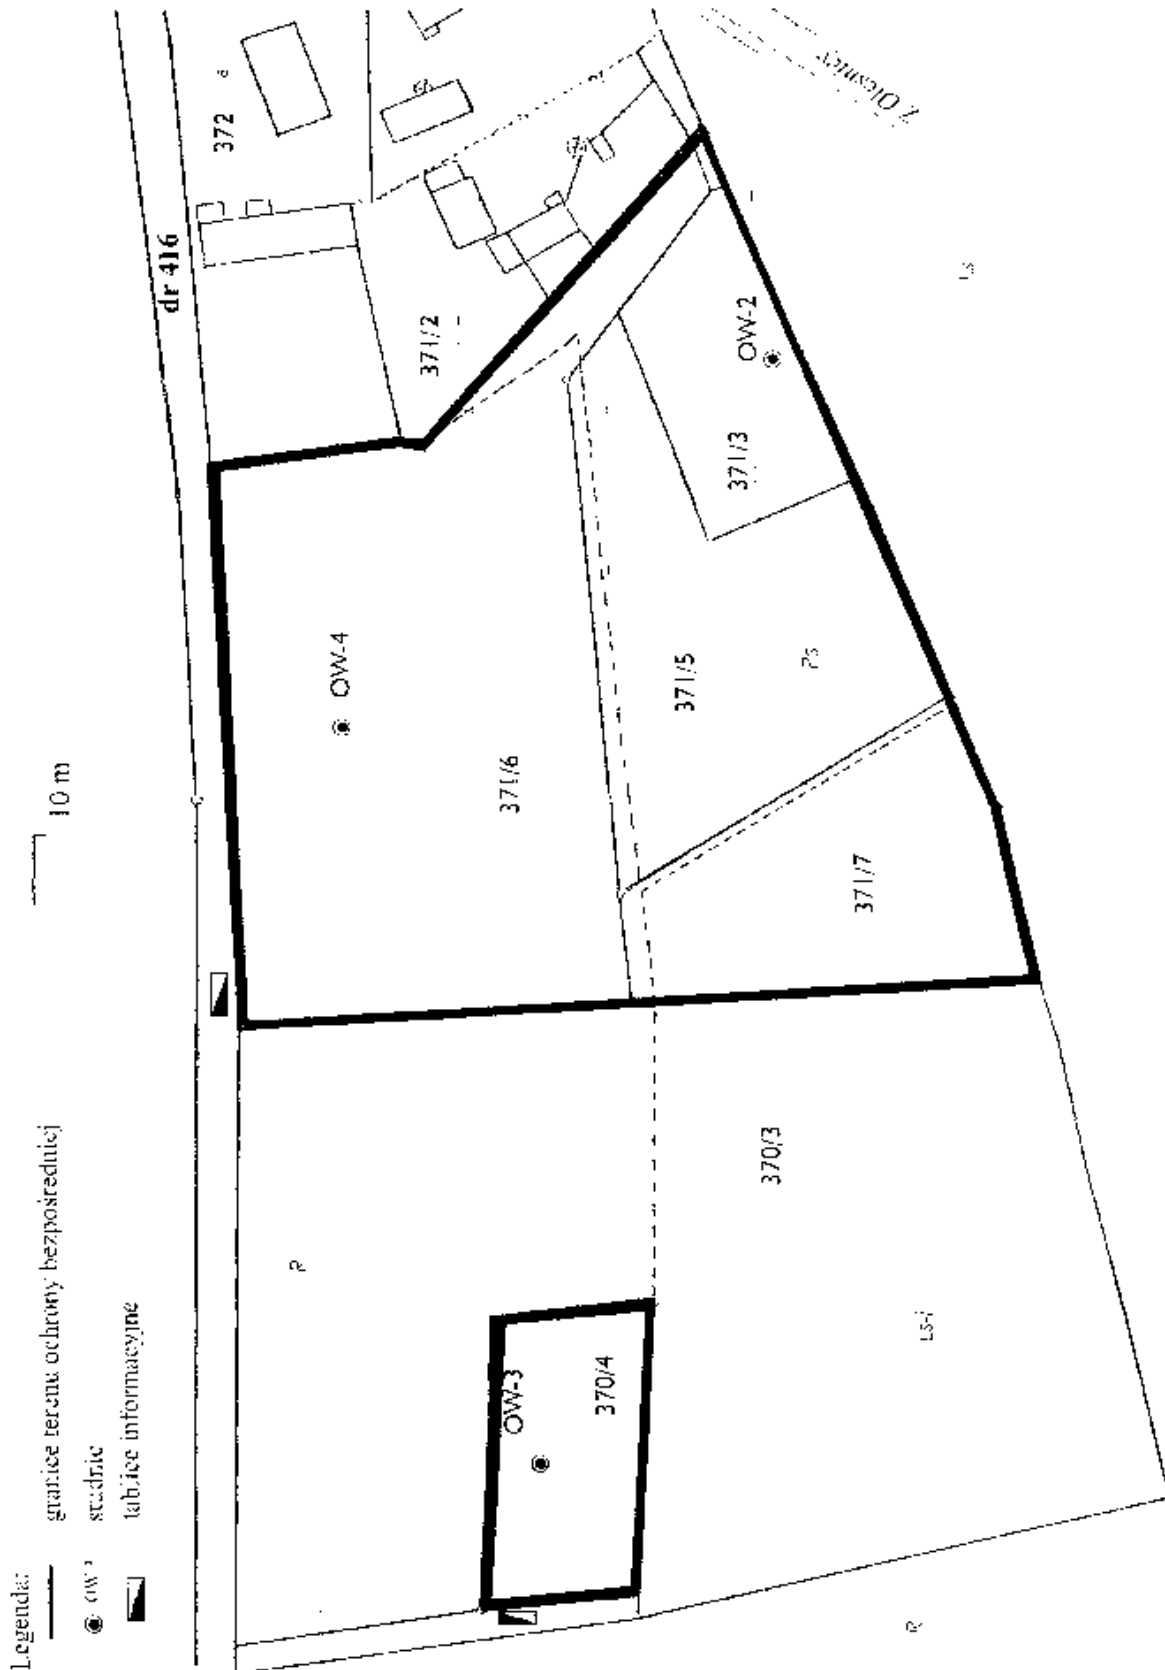 Legenda:
granice terenu ochrony bezpośredniej
studnie
tablice informacyjne
10 m
dr 416
372
371/2
OW-2
371/3
OW-4
371/6
371/5
Ps
371/7
370/3
R
OW-3
370/4
Ls
R
z Oleśnicy